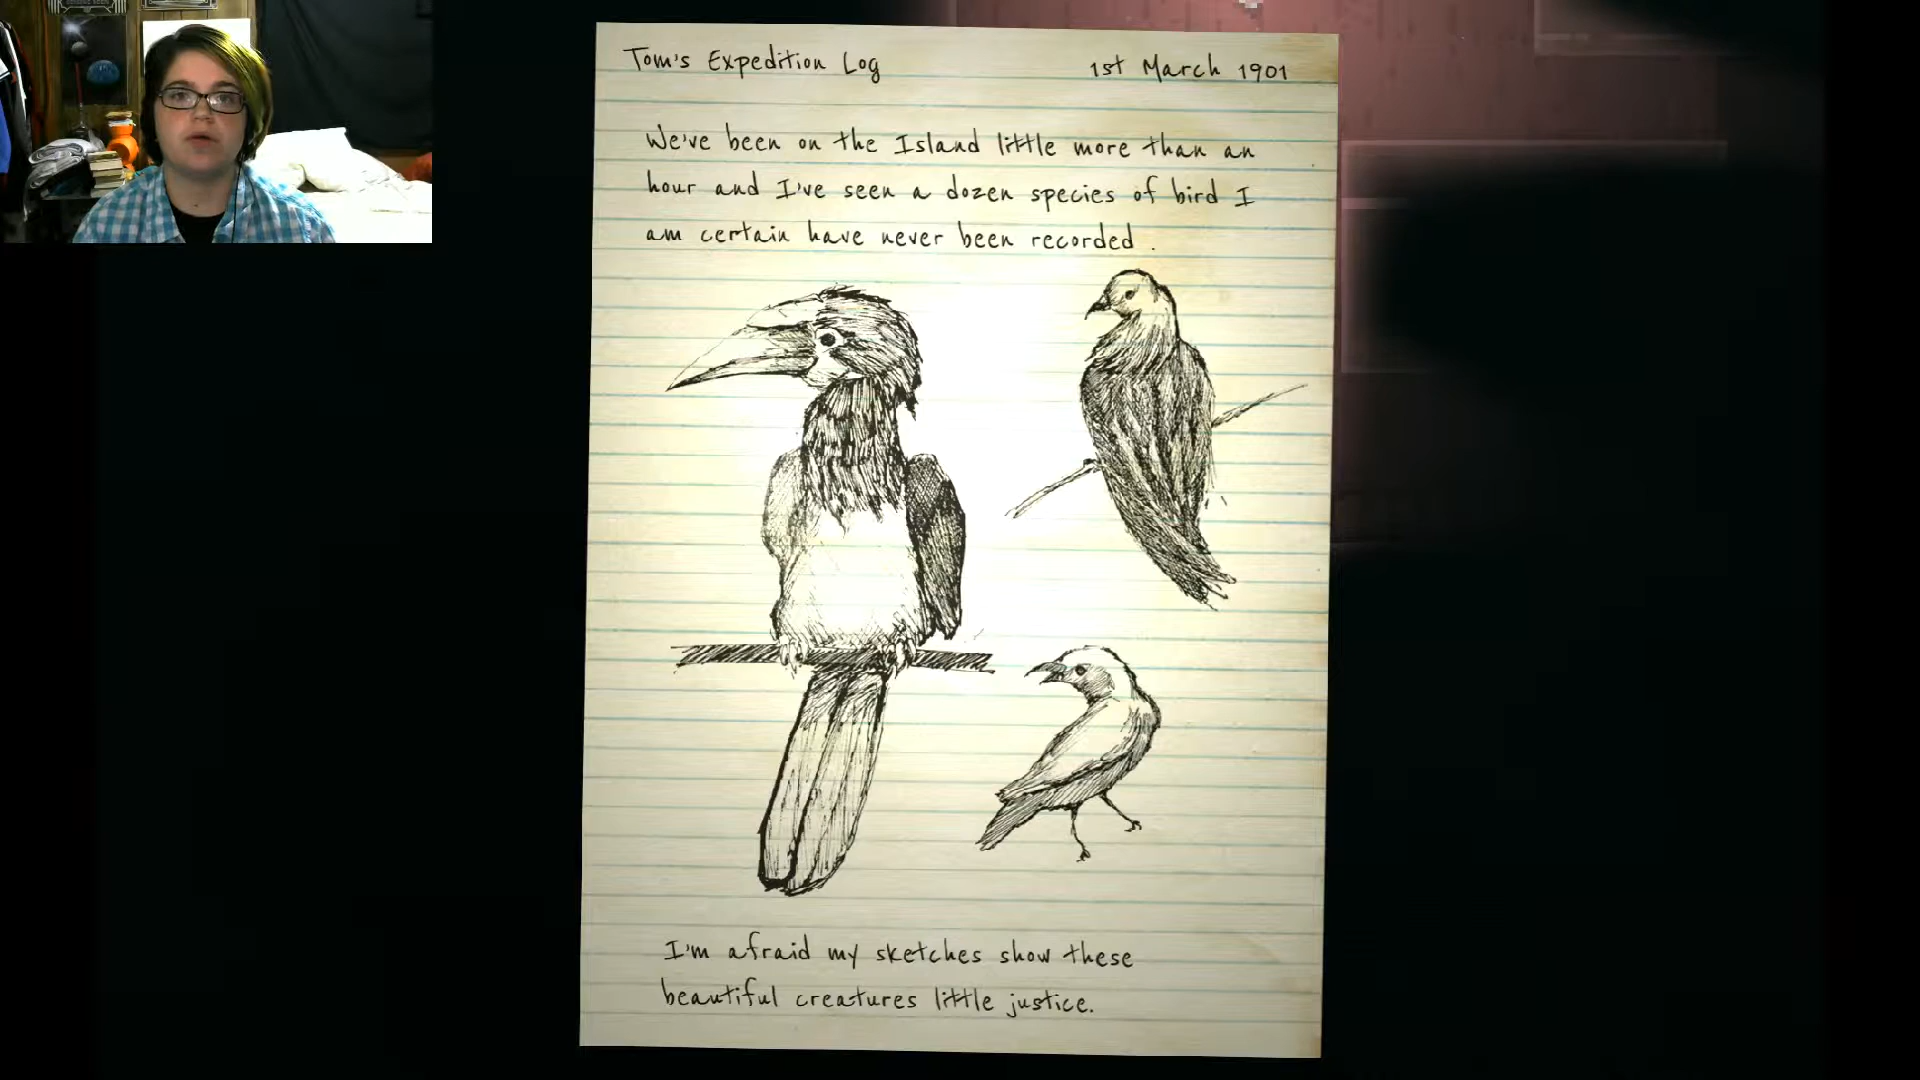 Tom's Expedition Log 1st March 1901
We've been on the Island little more than an
hour and I've seen a dozen species of bird I
am certain have never been recorded.
I'm afraid my sketches show these
beautiful creatures little justice.